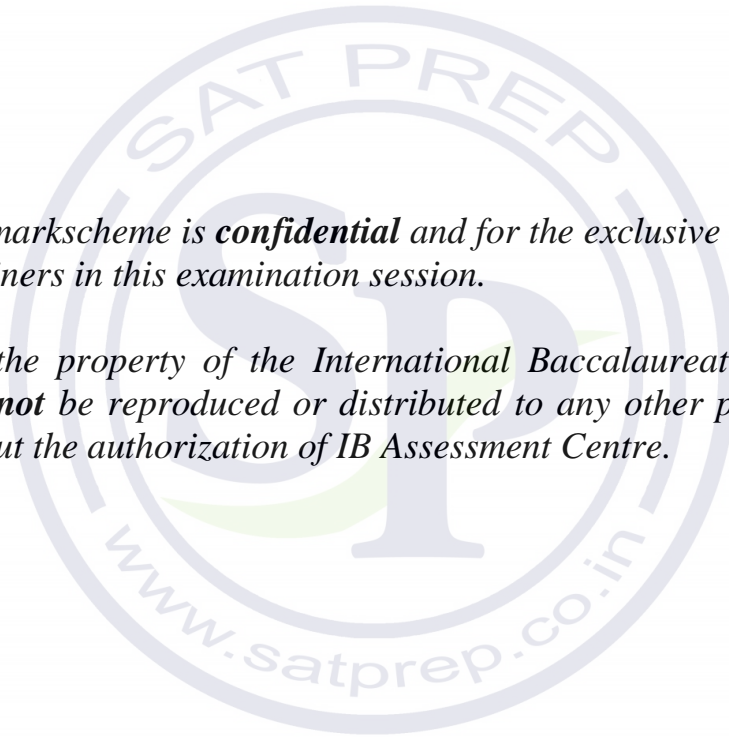 SAT PREP
markscheme is confidential and for the exclusive
iners in this examination session.
the property of the International Baccalaureat
not be reproduced or distributed to any other p
ut the authorization of IB Assessment Centre.
SP
www.satprep.co.in